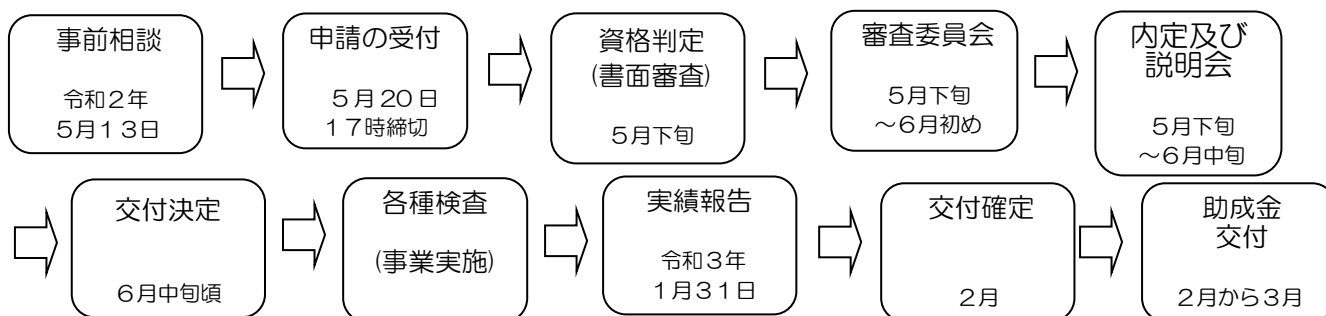 事前相談
令和２年
５月１３日
申請の受付
５月２０日
１７時締切
資格判定
(書面審査)
５月下旬
審査委員会
５月下旬
～６月初め
内定及び
説明会
５月下旬
～６月中旬
交付決定
６月中旬頃
各種検査
(事業実施)
実績報告
令和３年
１月３１日
交付確定
２月
助成金
交付
２月から３月